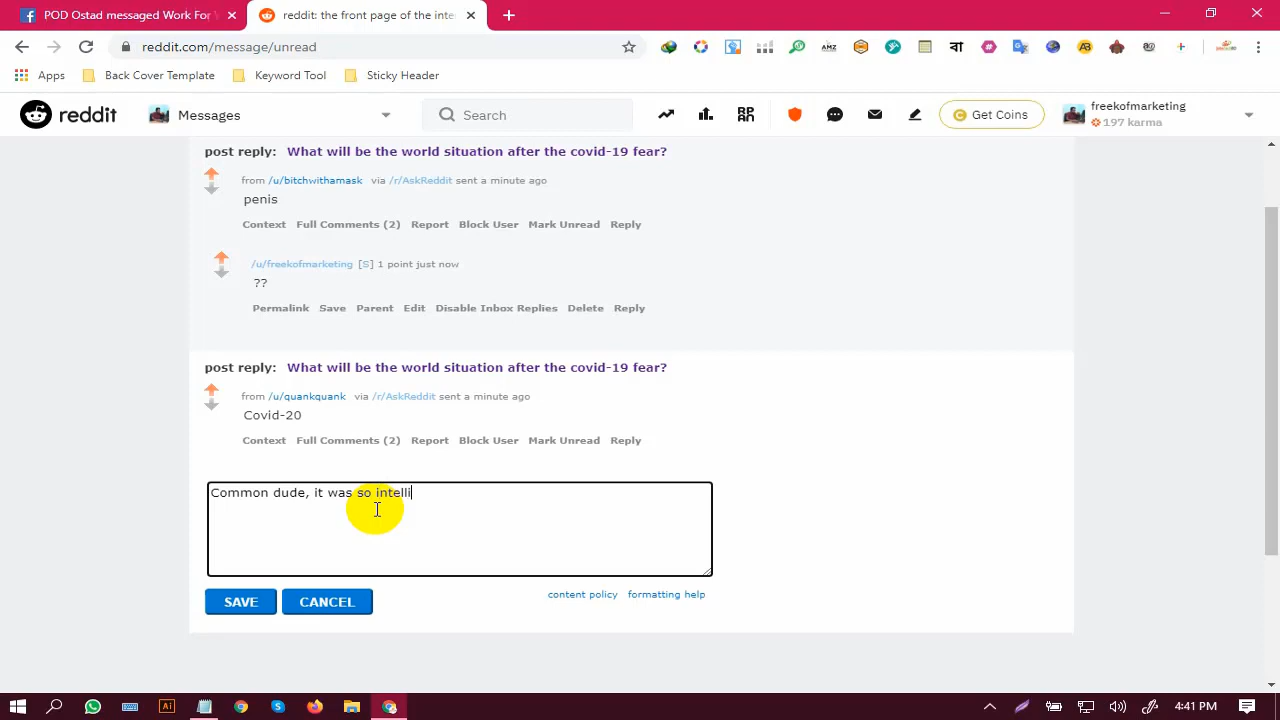 POD Ostad messaged Work For
reddit: the front page of the inte
reddit.com/message/unread
AMZ
বা
AB
Apps
Back Cover Template
Keyword Tool
Sticky Header
reddit
Messages
Search
Get Coins
freekofmarketing
197 karma
post reply: What will be the world situation after the covid-19 fear?
from /u/bitchwithamask via /r/AskReddit sent a minute ago
penis
Context Full Comments (2) Report Block User Mark Unread Reply
/u/freekofmarketing [S] 1 point just now
??
Permalink Save Parent Edit Disable Inbox Replies Delete Reply
post reply: What will be the world situation after the covid-19 fear?
from /u/quankquank via /r/AskReddit sent a minute ago
Covid-20
Context Full Comments (2) Report Block User Mark Unread Reply
Common dude, it was so intelli
SAVE
CANCEL
content policy formatting help
Ai
4:41 PM